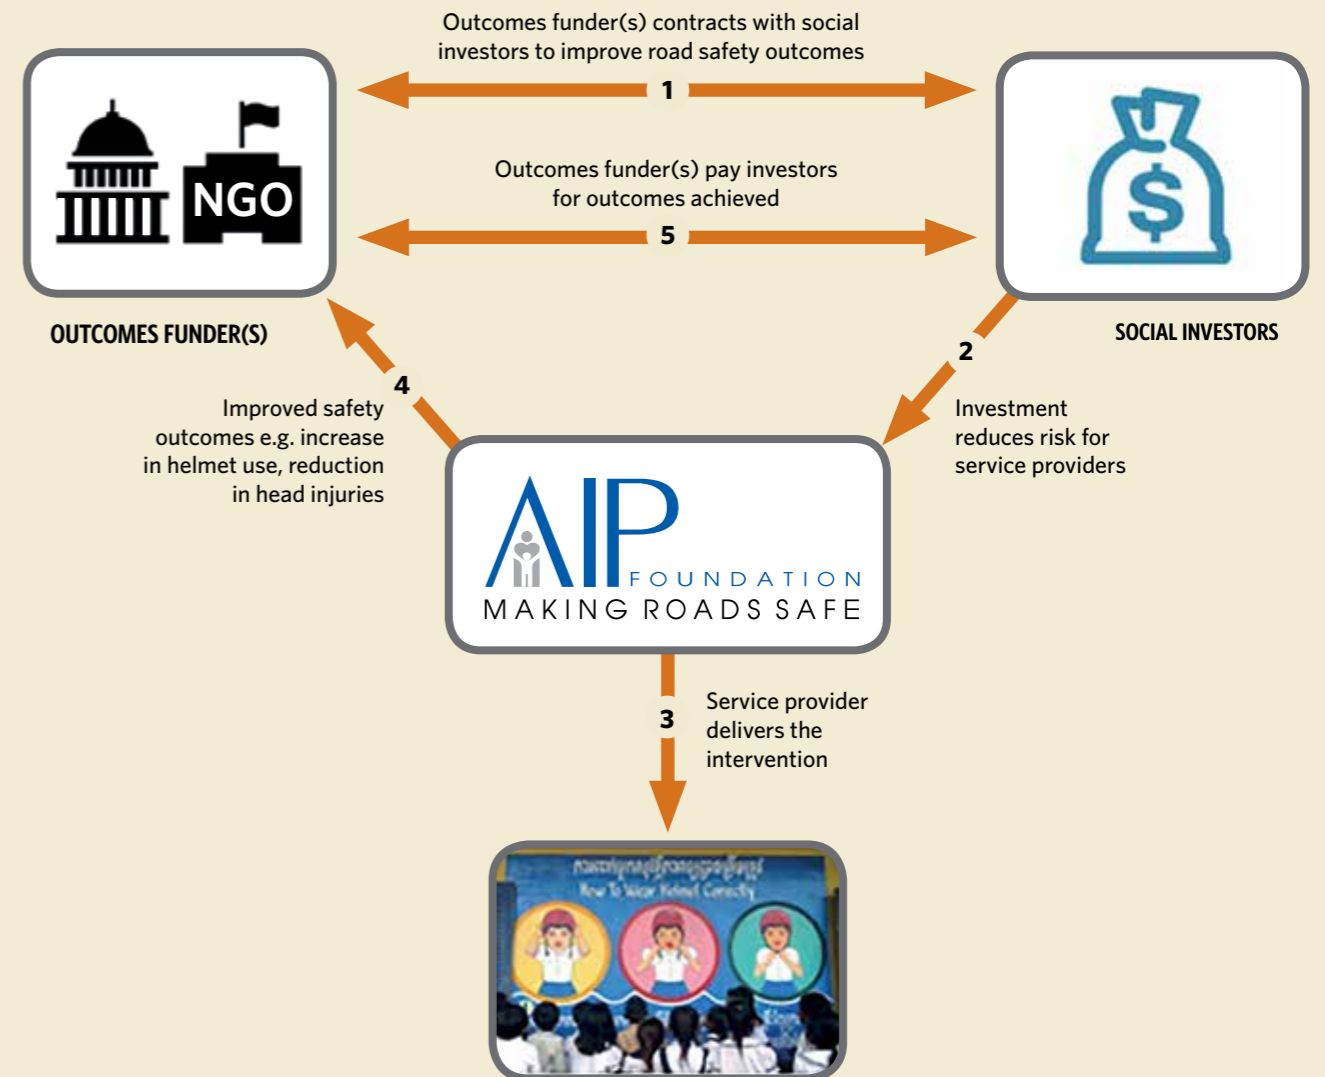 Outcomes funder(s) contracts with social
investors to improve road safety outcomes
1
Outcomes funder(s) pay investors
for outcomes achieved
5
NGO
$
OUTCOMES FUNDER(S)
SOCIAL INVESTORS
2
Investment
reduces risk for
service providers
4
Improved safety
outcomes e.g. increase
in helmet use, reduction
in head injuries
AIP
FOUNDATION
MAKING ROADS SAFE
3
Service provider
delivers the
intervention
How To Wear Helmet Correctly